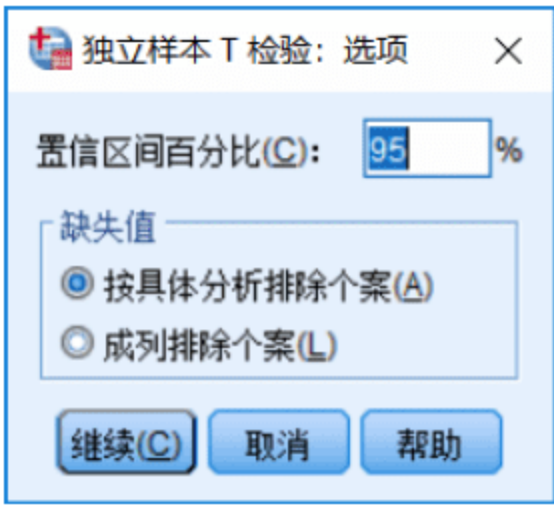 独立样本 T 检验：选项
置信区间百分比(C)： 95 %
缺失值
按具体分析排除个案(A)
成列排除个案(L)
继续(C) 取消 帮助